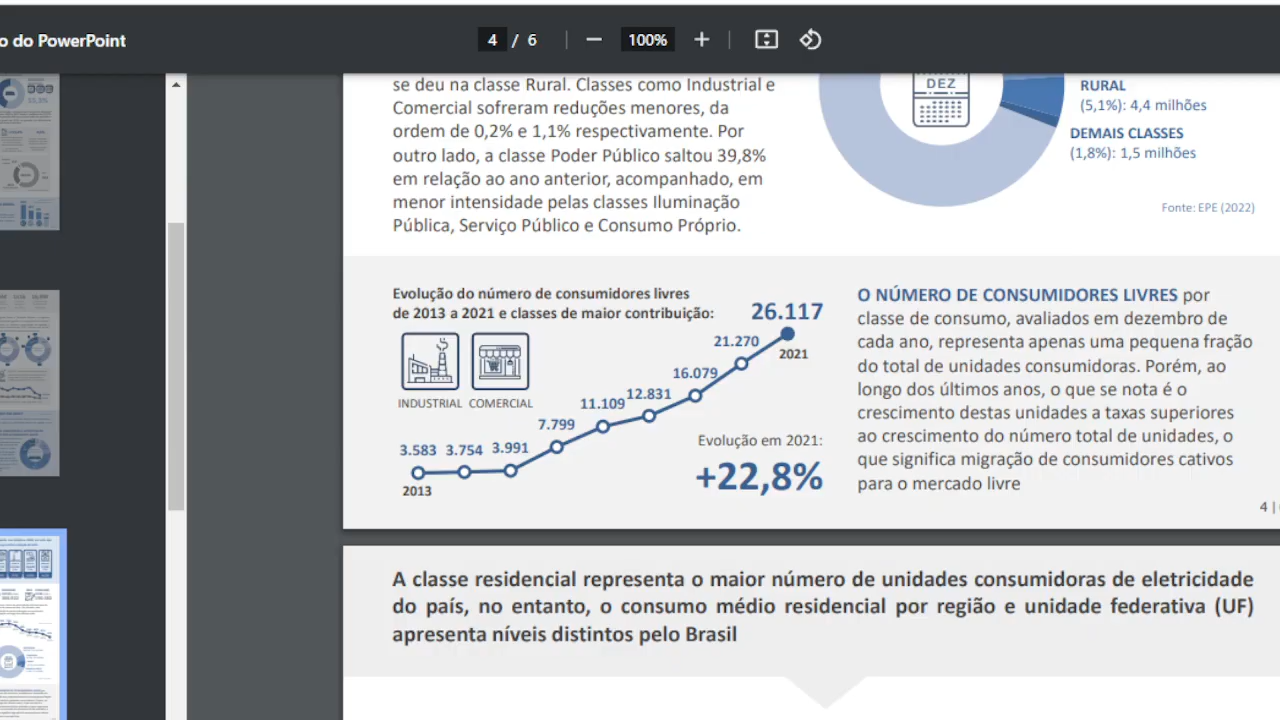 o do PowerPoint
4 / 6
100%
se deu na classe Rural. Classes como Industrial e
Comercial sofreram reduções menores, da
ordem de 0,2% e 1,1% respectivamente. Por
outro lado, a classe Poder Público saltou 39,8%
em relação ao ano anterior, acompanhado, em
menor intensidade pelas classes Iluminação
Pública, Serviço Público e Consumo Próprio.
DEZ
RURAL
(5,1%): 4,4 milhões
DEMAIS CLASSES
(1,8%): 1,5 milhões
Fonte: EPE (2022)
Evolução do número de consumidores livres
de 2013 a 2021 e classes de maior contribuição:
INDUSTRIAL COMERCIAL
3.583 3.754 3.991 7.799 11.109 12.831 16.079 21.270 26.117
2013
2021
Evolução em 2021:
+22,8%
O NÚMERO DE CONSUMIDORES LIVRES por
classe de consumo, avaliados em dezembro de
cada ano, representa apenas uma pequena fração
do total de unidades consumidoras. Porém, ao
longo dos últimos anos, o que se nota é o
crescimento destas unidades a taxas superiores
ao crescimento do número total de unidades, o
que significa migração de consumidores cativos
para o mercado livre
4 |
A classe residencial representa o maior número de unidades consumidoras de eletricidade
do país, no entanto, o consumo médio residencial por região e unidade federativa (UF)
apresenta níveis distintos pelo Brasil